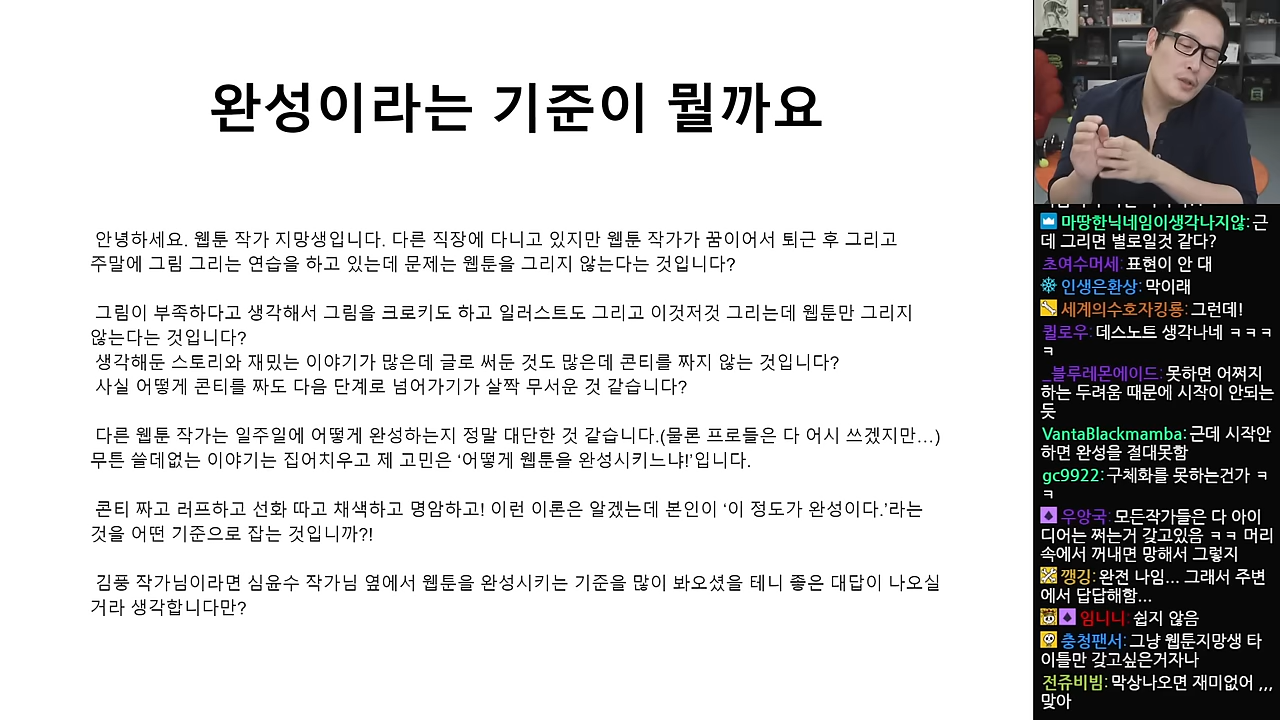 완성이라는 기준이 뭘까요
안녕하세요. 웹툰 작가 지망생입니다. 다른 직장에 다니고 있지만 웹툰 작가가 꿈이어서 퇴근 후 그리고
주말에 그림 그리는 연습을 하고 있는데 문제는 웹툰을 그리지 않는다는 것입니다?
그림이 부족하다고 생각해서 그림을 크로키도 하고 일러스트도 그리고 이것저것 그리는데 웹툰만 그리지
않는다는 것입니다?
생각해둔 스토리와 재밌는 이야기가 많은데 글로 써둔 것도 많은데 콘티를 짜지 않는 것입니다?
사실 어떻게 콘티를 짜도 다음 단계로 넘어가기가 살짝 무서운 것 같습니다?
다른 웹툰 작가는 일주일에 어떻게 완성하는지 정말 대단한 것 같습니다.(물론 프로들은 다 어시 쓰겠지만...)
무튼 쓸데없는 이야기는 집어치우고 제 고민은 ‘어떻게 웹툰을 완성시키느냐!’입니다.
콘티 짜고 러프하고 선화 따고 채색하고 명암하고! 이런 이론은 알겠는데 본인이 ‘이 정도가 완성이다.’라는
것을 어떤 기준으로 잡는 것입니까?!
김풍 작가님이라면 심윤수 작가님 옆에서 웹툰을 완성시키는 기준을 많이 봐오셨을 테니 좋은 대답이 나오실
거라 생각합니다만?
마땅한닉네임이생각나지않: 근
데 그리면 별로일것 같다?
초여수머세: 표현이 안 대
인생은환상: 막이래
세계의수호자킹룡: 그런데!
퀼로우: 데스노트 생각나네 ㅋㅋㅋ
ㅋ
_블루레몬에이드: 못하면 어쩌지
하는 두려움 때문에 시작이 안되는
듯
VantaBlackmamba: 근데 시작안
하면 완성을 절대못함
gc9922: 구체화를 못하는건가 ㅋ
ㅋ
우앙국: 모든작가들은 다 아이
디어는 쩌는거 갖고있음 ㅋㅋ 머리
속에서 꺼내면 망해서 그렇지
깽깅: 완전 나임... 그래서 주변
에서 답답해함...
임니니: 쉽지 않음
충청팬서: 그냥 웹툰지망생 타
이틀만 갖고싶은거자나
전쥬비빔: 막상나오면 재미없어 ,,,
맞아